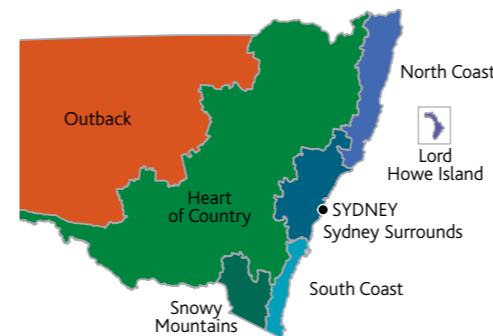 North Coast
Outback
Lord
Howe Island
Heart
of Country
SYDNEY
Sydney Surrounds
South Coast
Snowy
Mountains